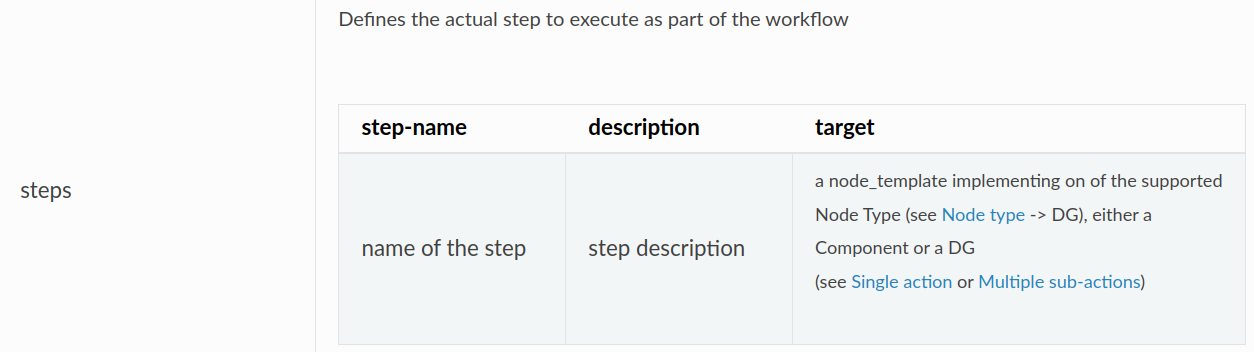 Defines the actual step to execute as part of the workflow
steps
step-name description target
name of the step
step description
a node_template implementing on of the supported
Node Type (see Node type -> DG), either a
Component or a DG
(see Single action or Multiple sub-actions)